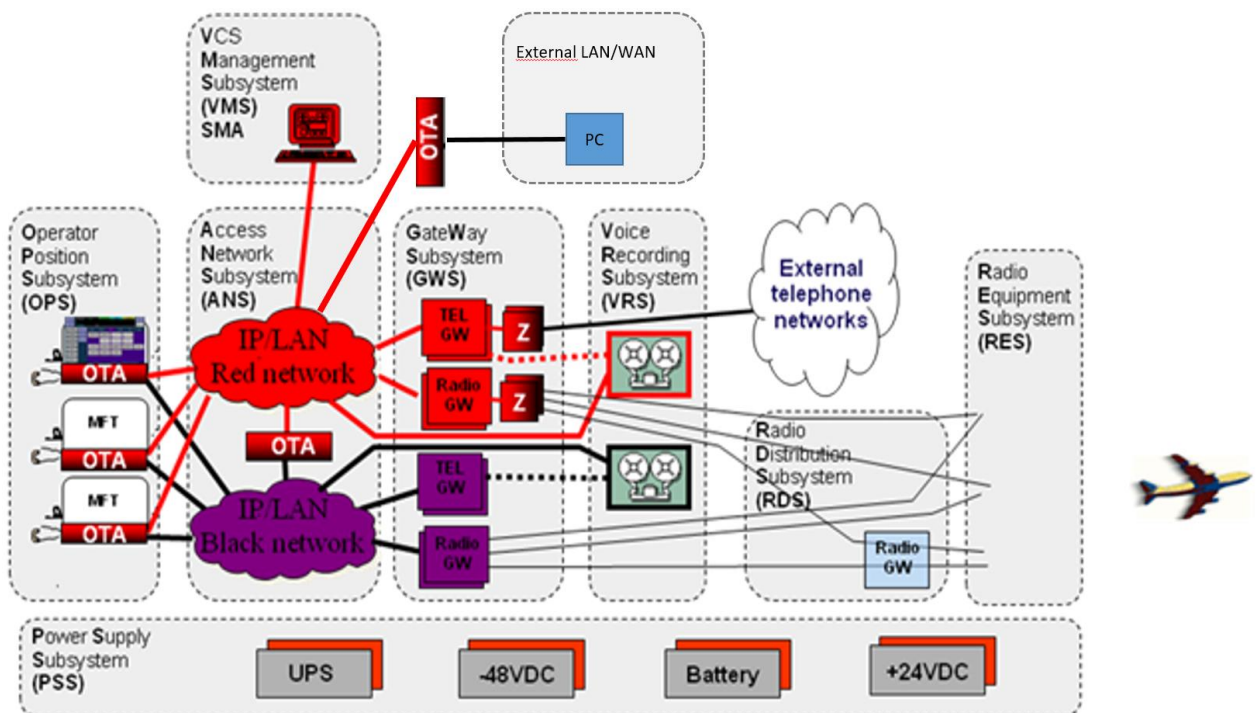 VCS
Management
Subsystem
(VMS)
SMA
OTA
External LAN/WAN
PC
Operator
Position
Subsystem
(OPS)
OTA
MFT
OTA
MFT
OTA
Access
Network
Subsystem
(ANS)
IP/LAN
Red network
OTA
IP/LAN
Black network
GateWay
Subsystem
(GWS)
TEL
GW
Z
Radio
GW
Z
TEL
GW
Radio
GW
Voice
Recording
Subsystem
(VRS)
External
telephone
networks
Radio
Distribution
Subsystem
(RDS)
Radio
GW
Radio
Equipment
Subsystem
(RES)
Power Supply
Subsystem
(PSS)
UPS
-48VDC
Battery
+24VDC